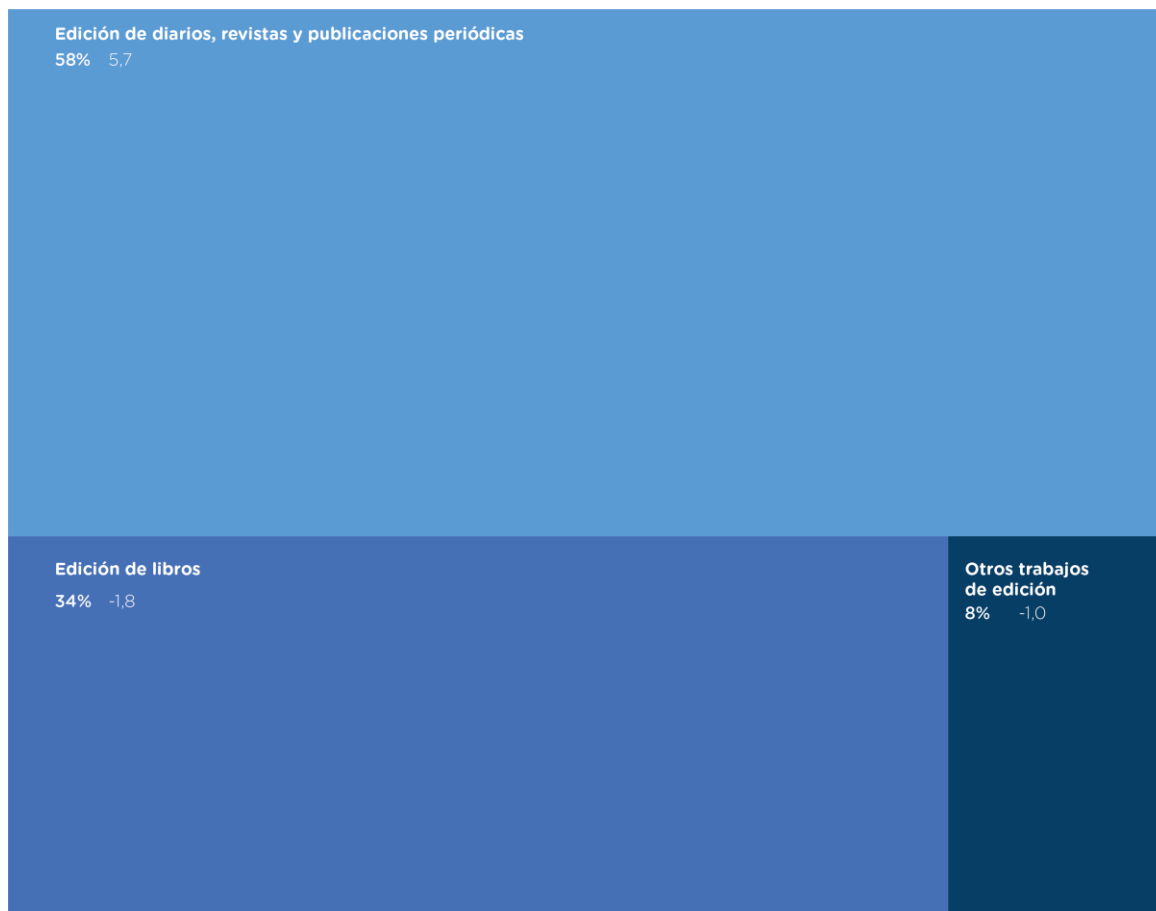 Edición de diarios, revistas y publicaciones periódicas
58% 5,7
Edición de libros
34% -1,8
Otros trabajos
de edición
8% -1,0